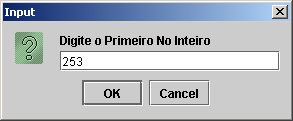 Input
Digite o Primeiro No Inteiro
253
OK
Cancel